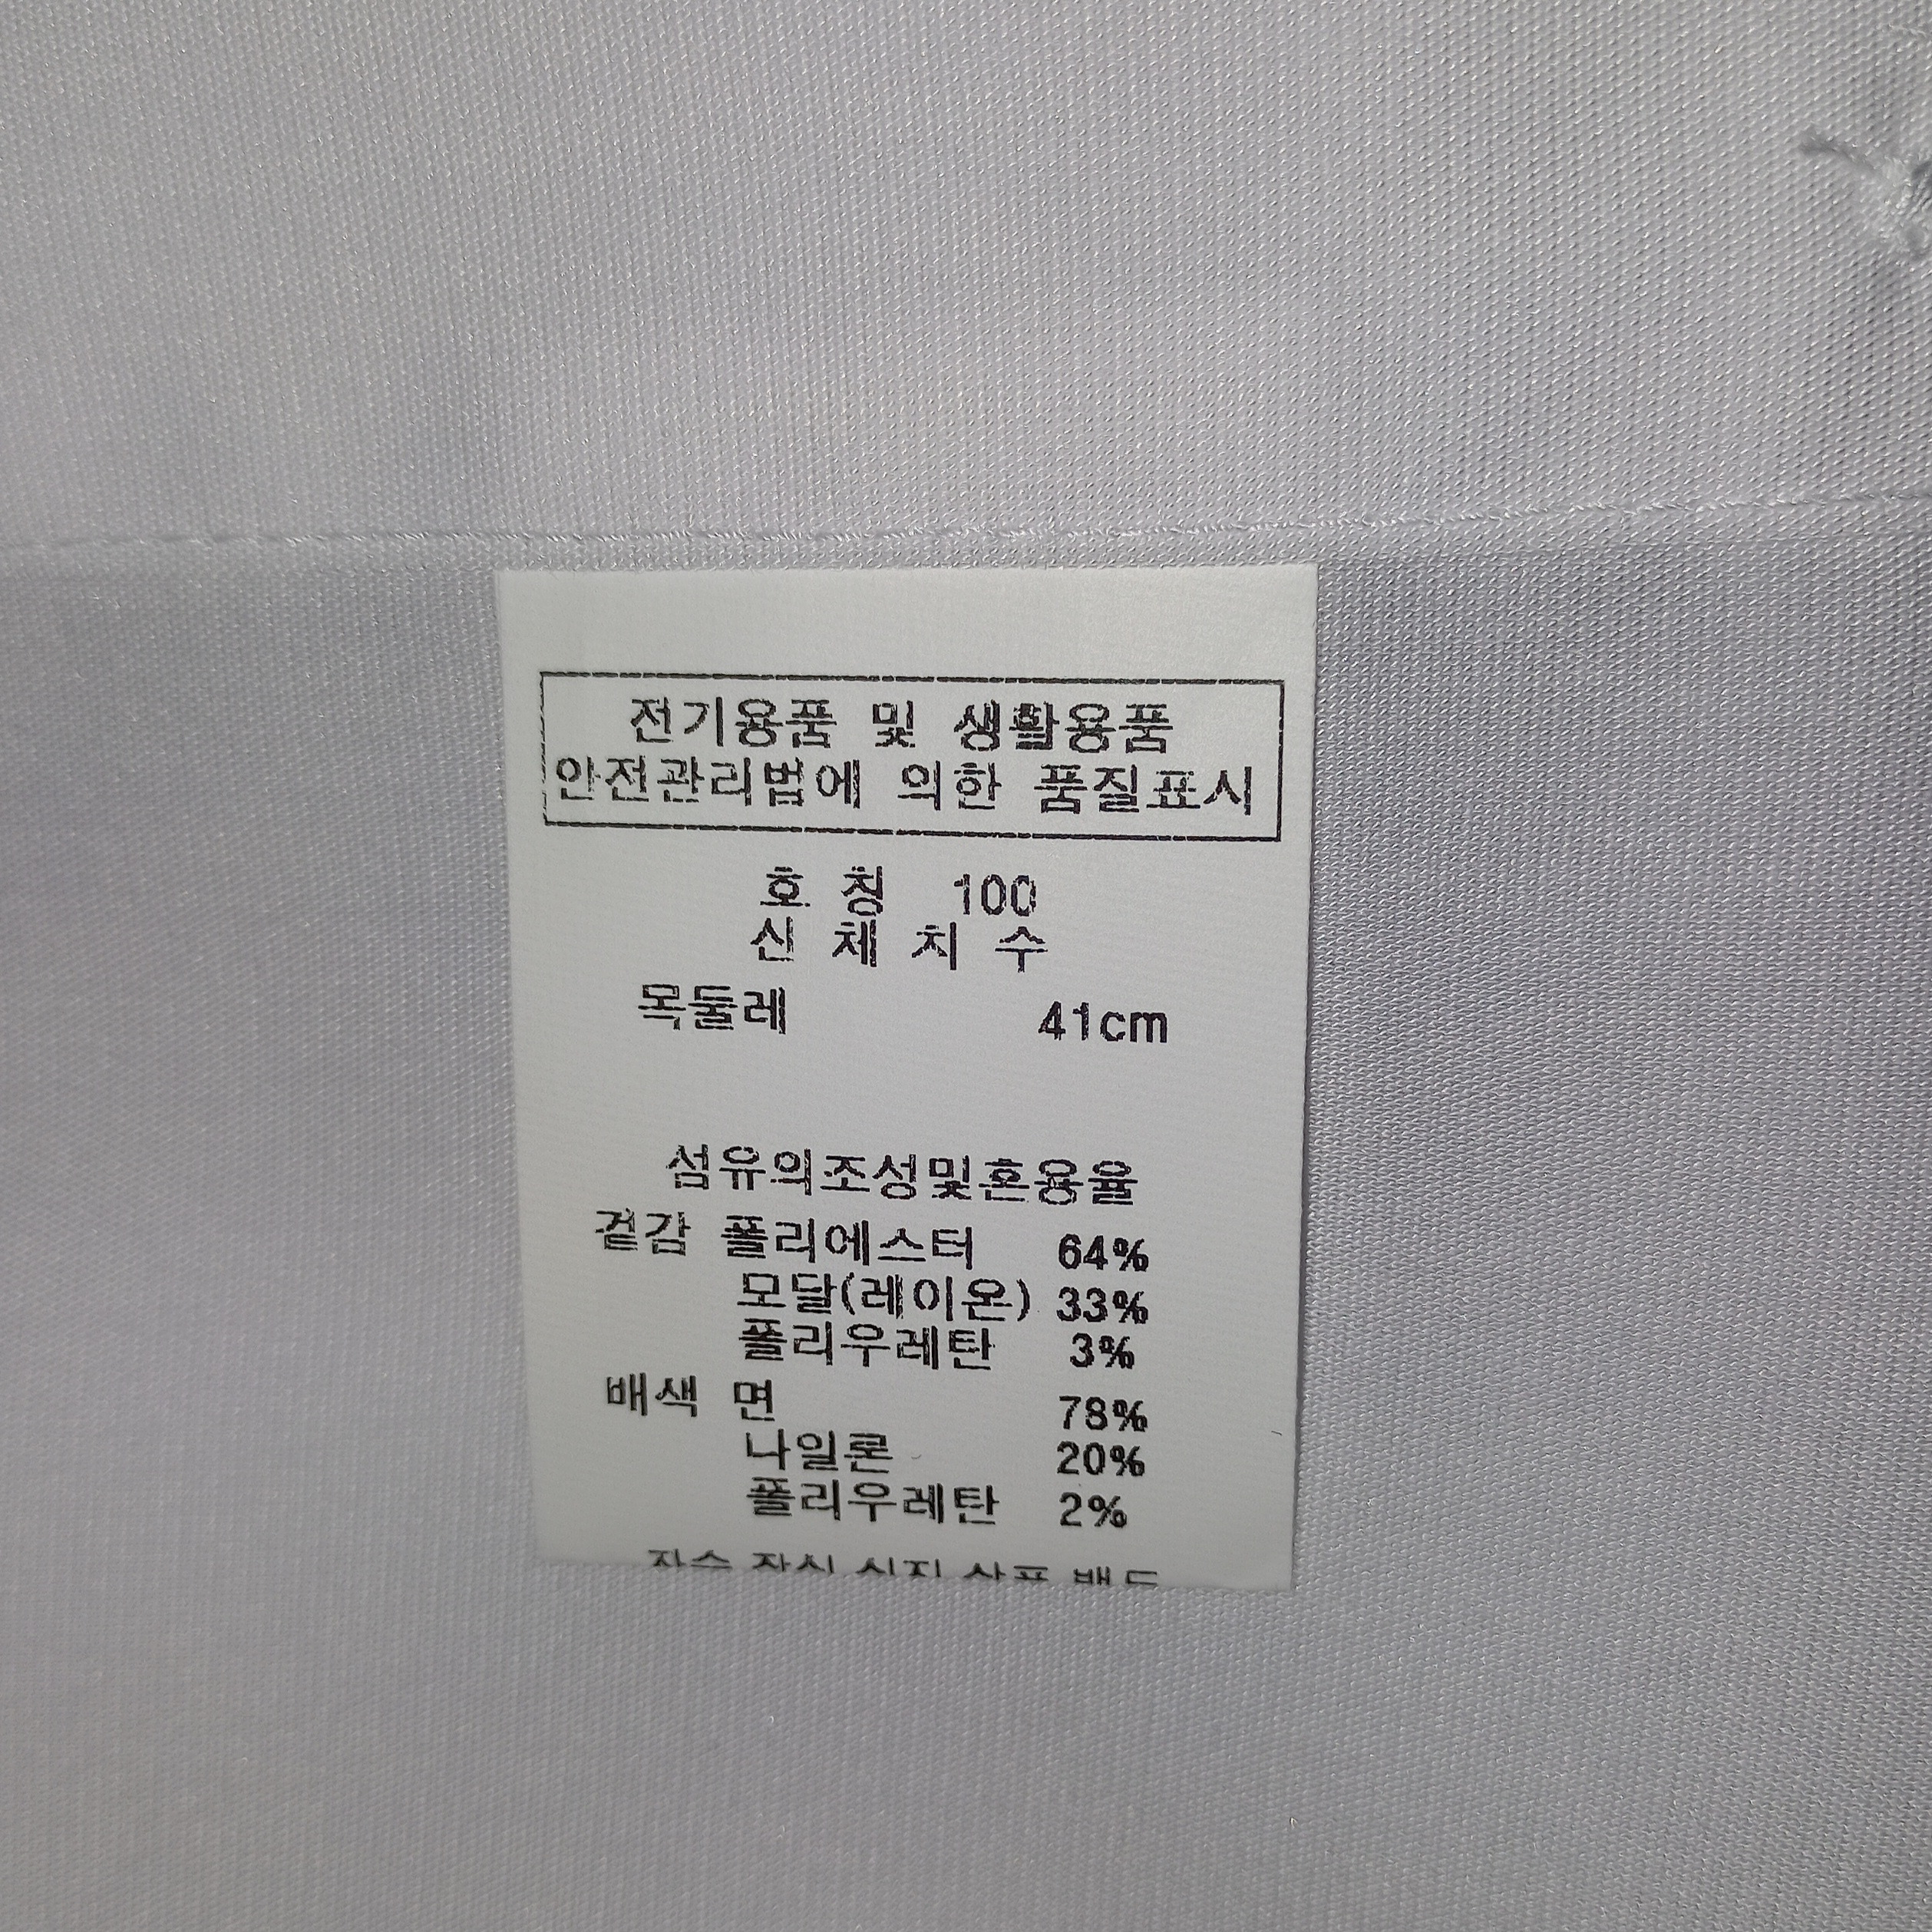 전기용품 및 생활용품
안전관리법에 의한 품질표시
호 칭 100
신 체 치 수
목둘레 41cm
섬유의조성및혼용율
겉감 폴리에스터 64%
모달(레이온) 33%
폴리우레탄 3%
배색 면 78%
나일론 20%
폴리우레탄 2%